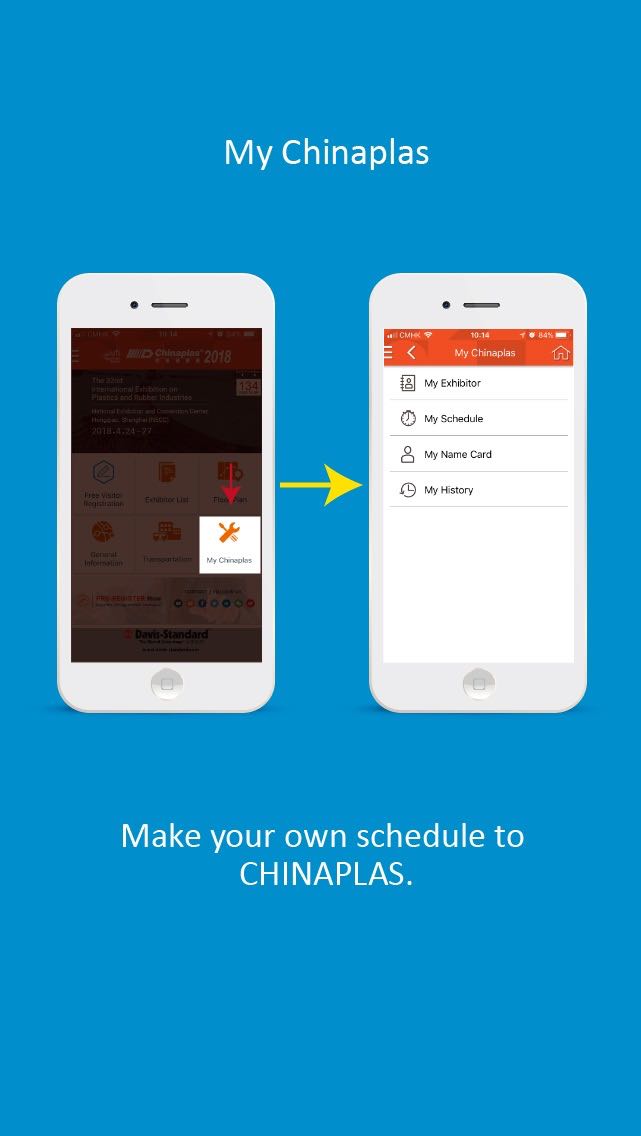 My Chinaplas
CMHK 10:14 84%
Chinaplas 2018
The 32nd
International Exhibition on
Plastics and Rubber Industries
134
National Exhibition and Convention Center,
Hongqiao, Shanghai (NECC)
2018.4.24-27
Free Visitor
Registration
Exhibitor List
Floor Plan
General
Information
Transportation
My Chinaplas
PRE-REGISTER Now
Davis-Standard
CMHK 10:14 84%
My Chinaplas
My Exhibitor
My Schedule
My Name Card
My History
Make your own schedule to
CHINAPLAS.